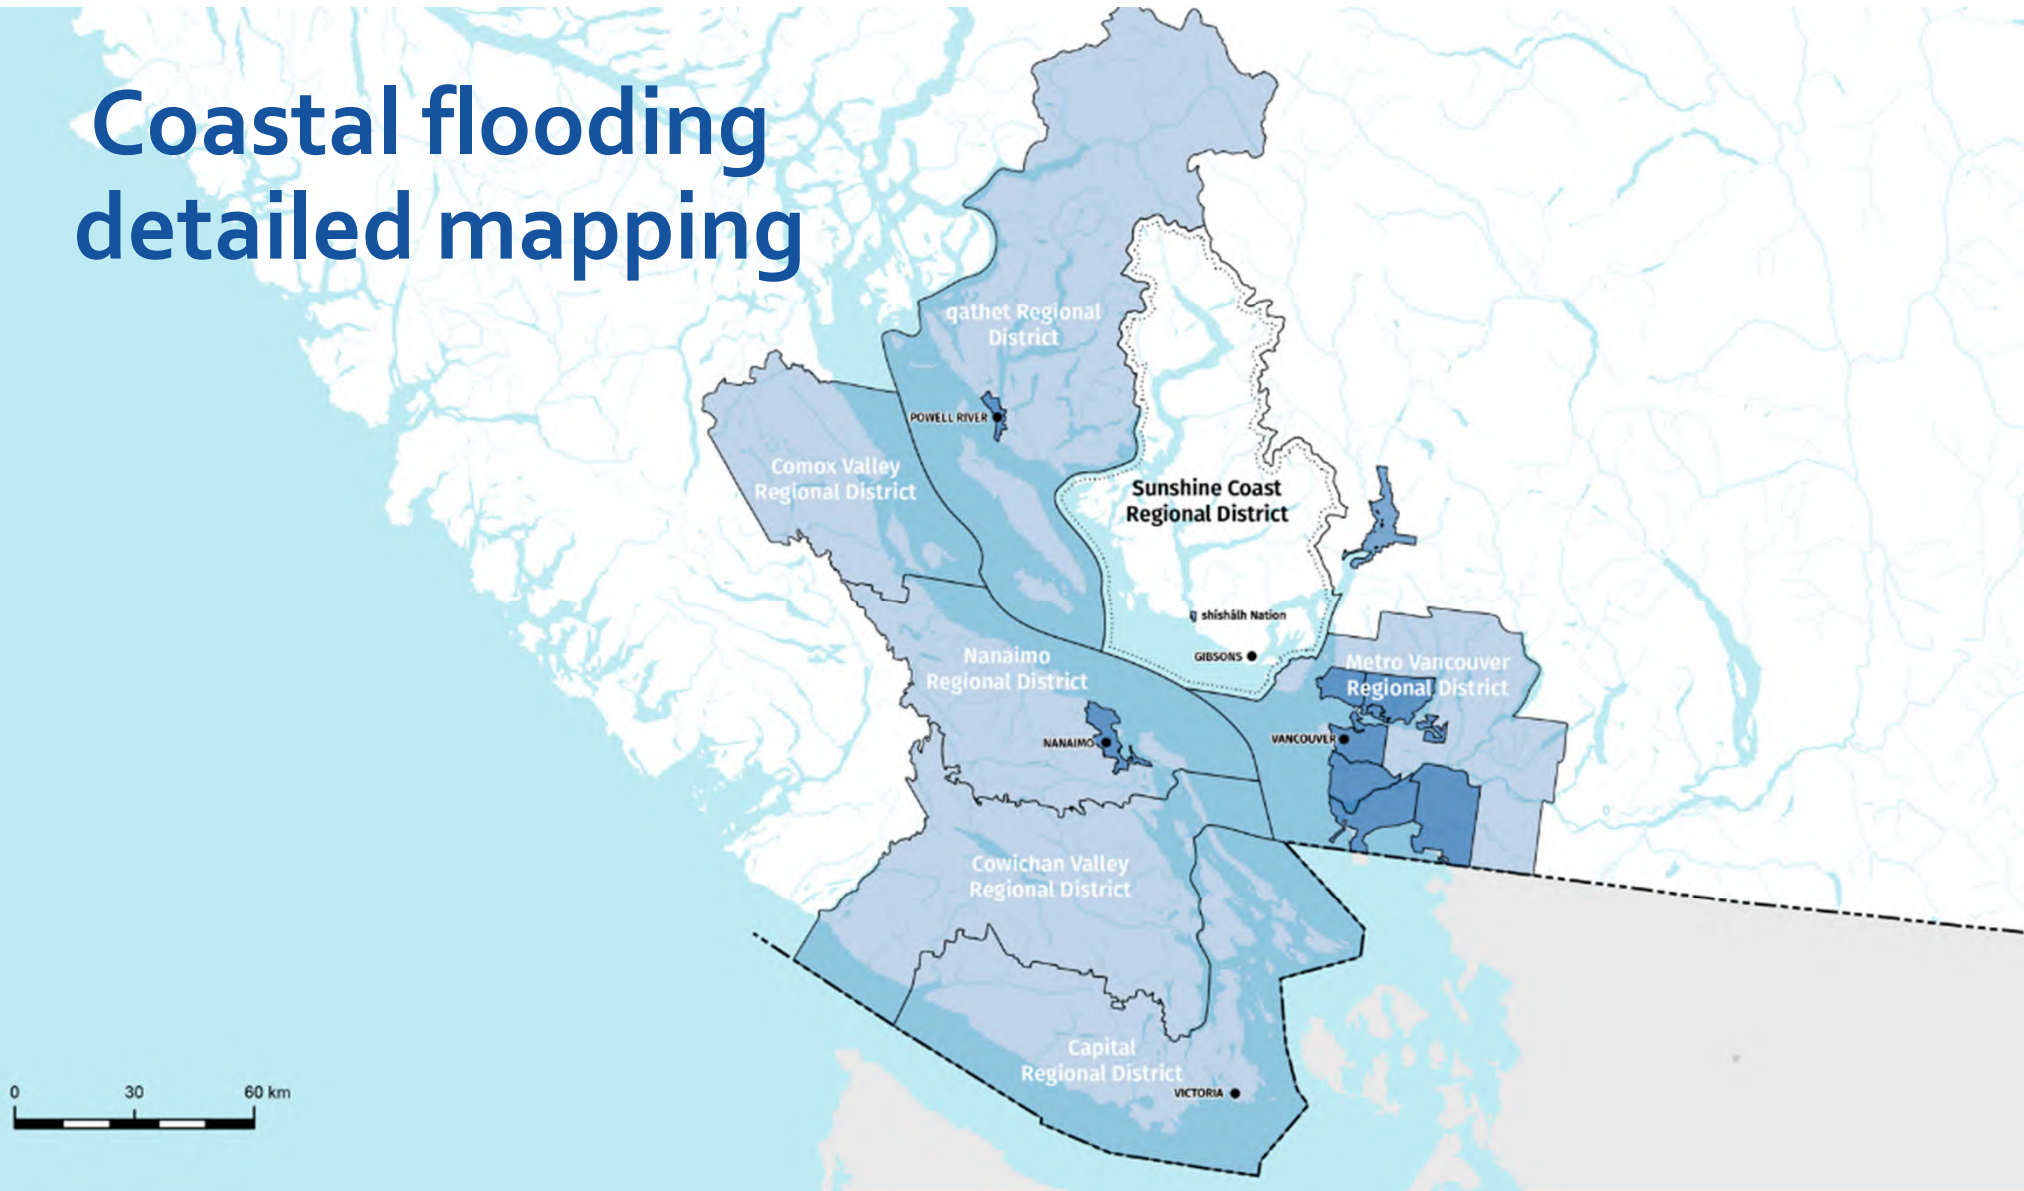 Coastal flooding
detailed mapping
qathet Regional
District
POWELL RIVER
Comox Valley
Regional District
Sunshine Coast
Regional District
shíshálh Nation
GIBSONS
Nanaimo
Regional District
Metro Vancouver
Regional District
NANAIMO
VANCOUVER
Cowichan Valley
Regional District
Capital
Regional District
VICTORIA
0 30 60 km